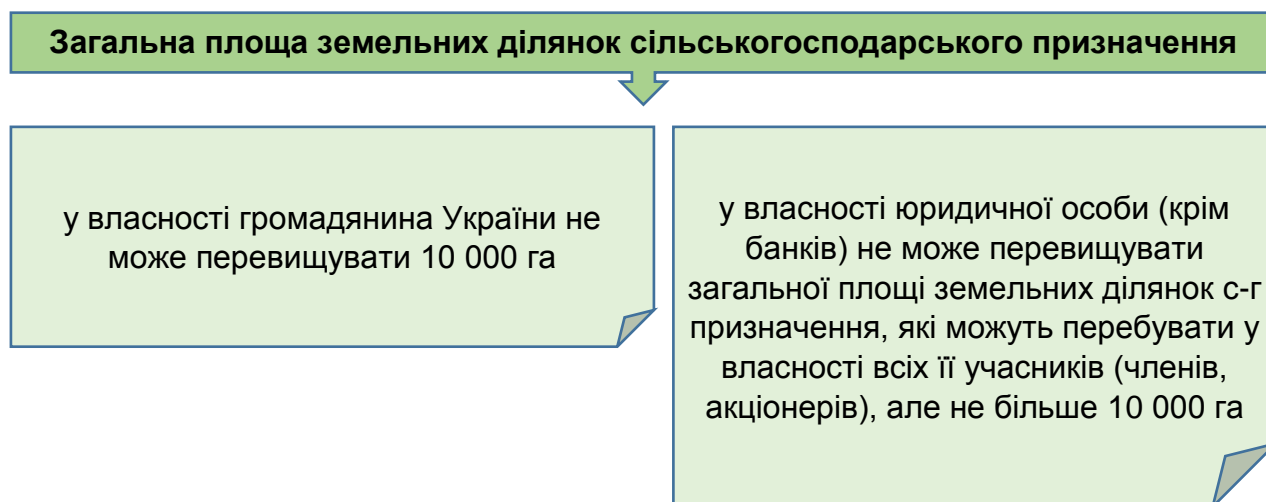 Загальна площа земельних ділянок сільськогосподарського призначення
у власності громадянина України не
може перевищувати 10 000 га
у власності юридичної особи (крім
банків) не може перевищувати
загальної площі земельних ділянок с-г
призначення, які можуть перебувати у
власності всіх її учасників (членів,
акціонерів), але не більше 10 000 га